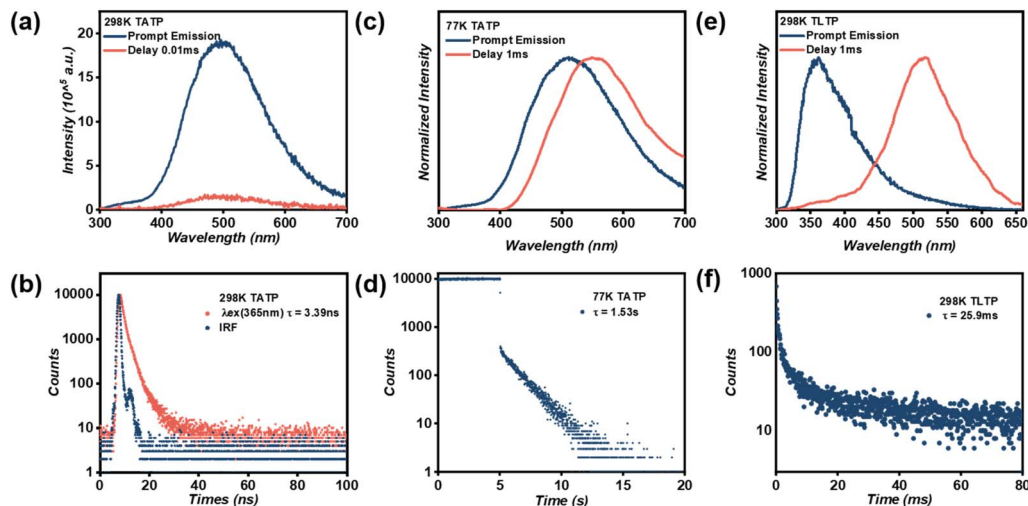 (a)
298K TATP
Prompt Emission
Delay 0.01ms
Intensity (10^5 a.u.)
20
15
10
5
0
300 400 500 600 700
Wavelength (nm)
(c)
77K TATP
Prompt Emission
Delay 1ms
Normalized Intensity
300 400 500 600 700
Wavelength (nm)
(e)
298K TLTP
Prompt Emission
Delay 1ms
Normalized Intensity
300 350 400 450 500 550 600 650
Wavelength (nm)
(b)
298K TATP
λex(365nm) τ = 3.39ns
IRF
Counts
10000
1000
100
10
1
0 20 40 60 80 100
Times (ns)
(d)
77K TATP
τ = 1.53s
Counts
10000
1000
100
10
1
0 5 10 15 20
Time (s)
(f)
298K TLTP
τ = 25.9ms
Counts
1000
100
10
0 20 40 60 80
Time (ms)